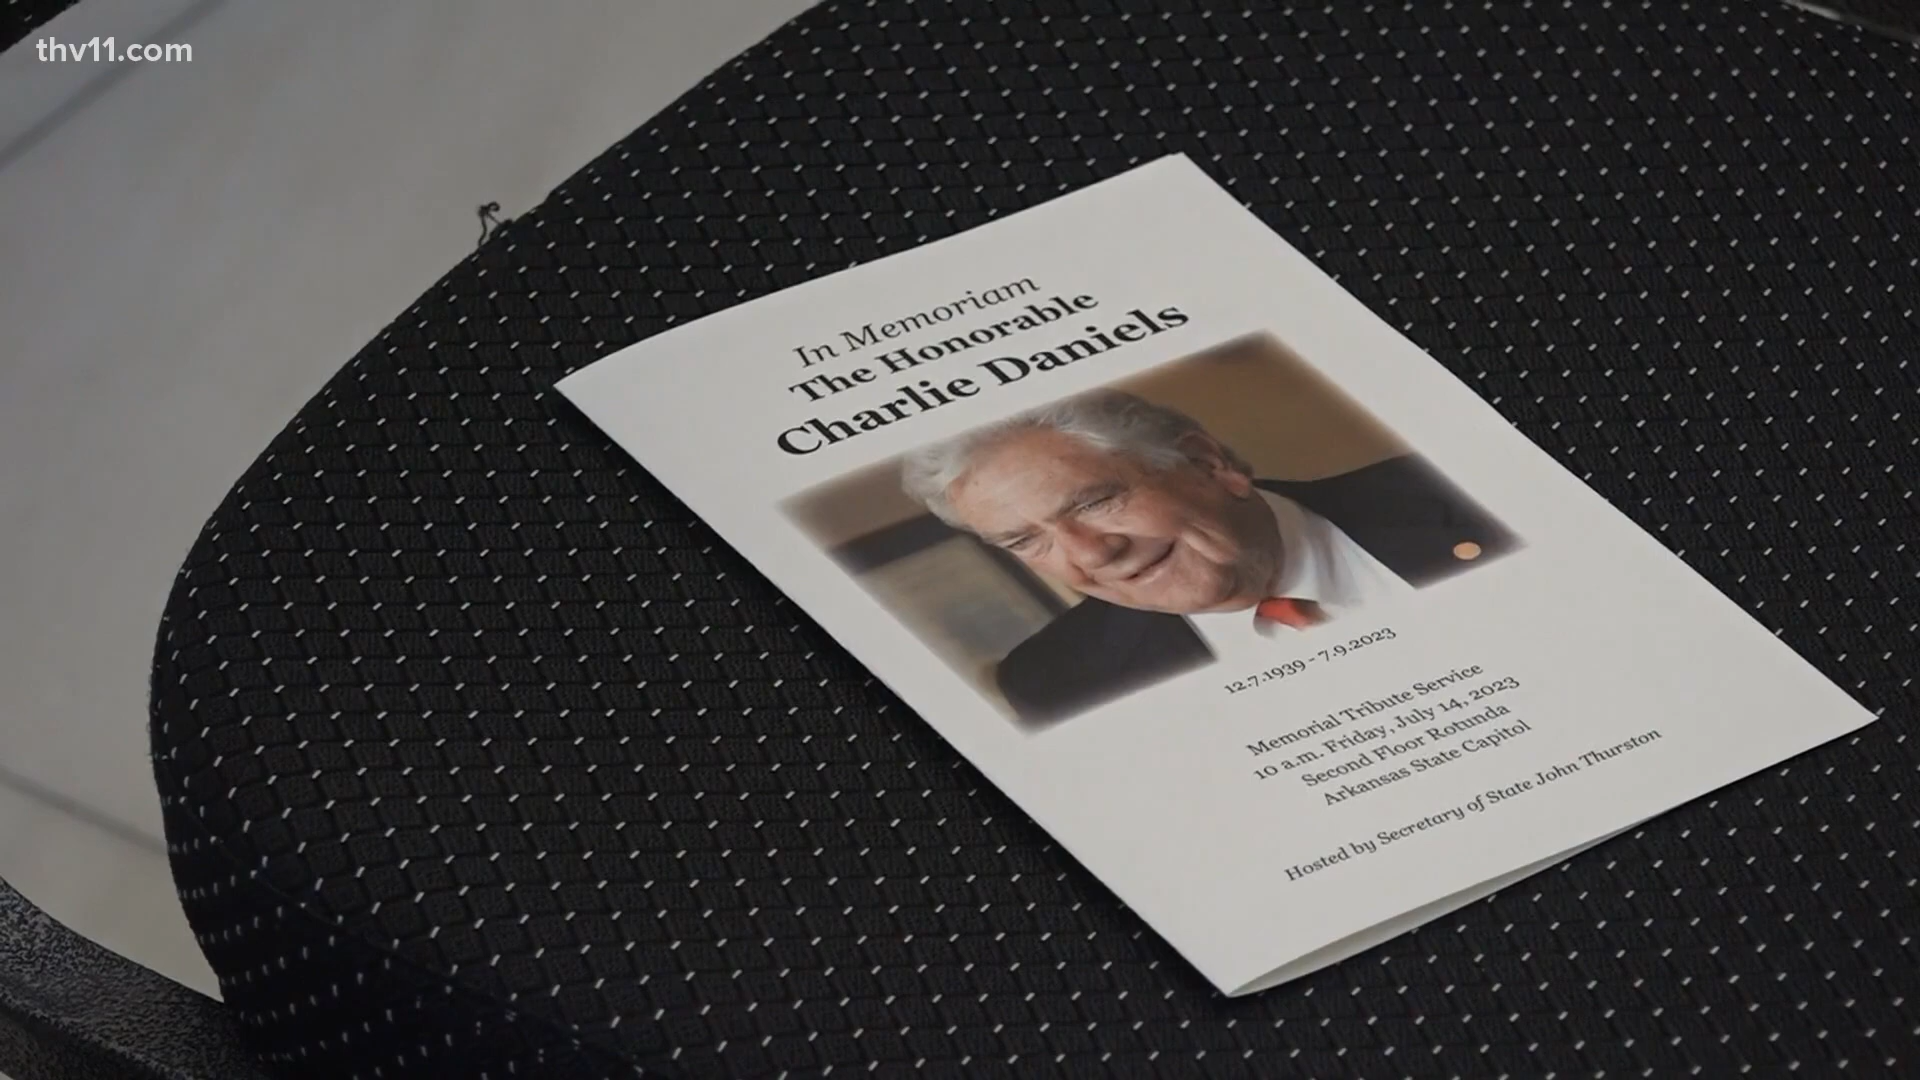 thv11.com
In Memoriam
The Honorable
Charlie Daniels
12.7.1939 - 7.9.2023
Memorial Tribute Service
10 a.m. Friday, July 14, 2023
Second Floor Rotunda
Arkansas State Capitol
Hosted by Secretary of State John Thurston